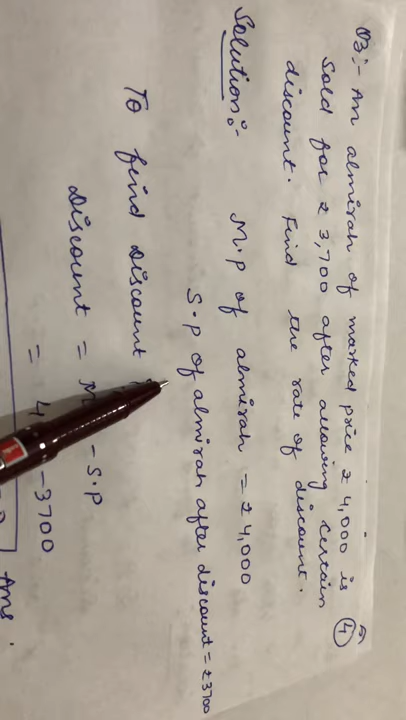 Q3:- An almirah of marked price ₹ 4,000 is
Sold for ₹ 3,700 after allowing certain
discount. Find the rate of discount.
4
Solution:-
M.P of almirah = ₹ 4,000
S.P of almirah after discount = ₹3700
To find Discount
Discount = M - S.P
= 4 -3700
Ans.